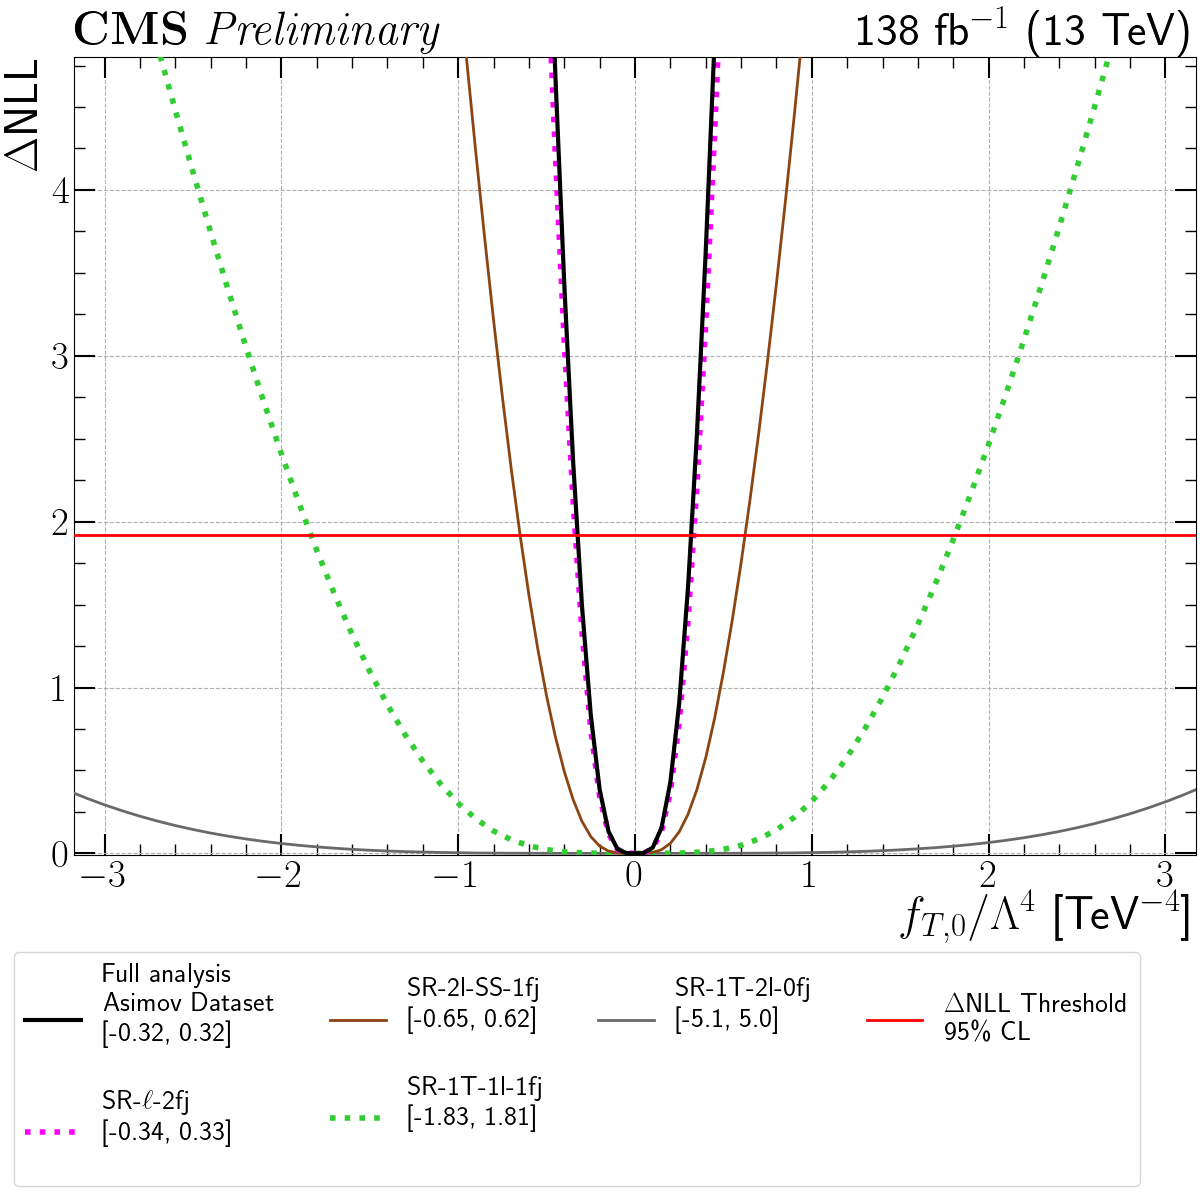 CMS Preliminary
138 fb⁻¹ (13 TeV)
ΔNLL
4
3
2
1
0
−3 −2 −1 0 1 2 3
f_{T,0}/Λ⁴ [TeV⁻⁴]
Full analysis
Asimov Dataset
[-0.32, 0.32]
SR-ℓ-2fj
[-0.34, 0.33]
SR-2l-SS-1fj
[-0.65, 0.62]
SR-1T-1l-1fj
[-1.83, 1.81]
SR-1T-2l-0fj
[-5.1, 5.0]
ΔNLL Threshold
95% CL